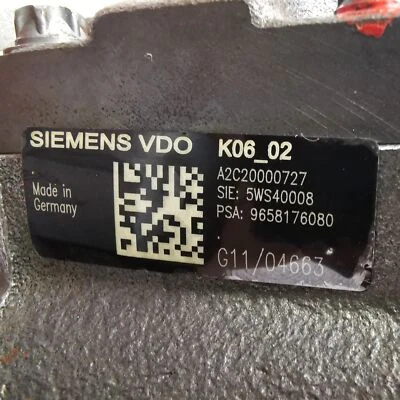 SIEMENS VDO K06_02
A2C20000727
SIE: 5WS40008
PSA: 9658176080
Made in
Germany
G11/04663